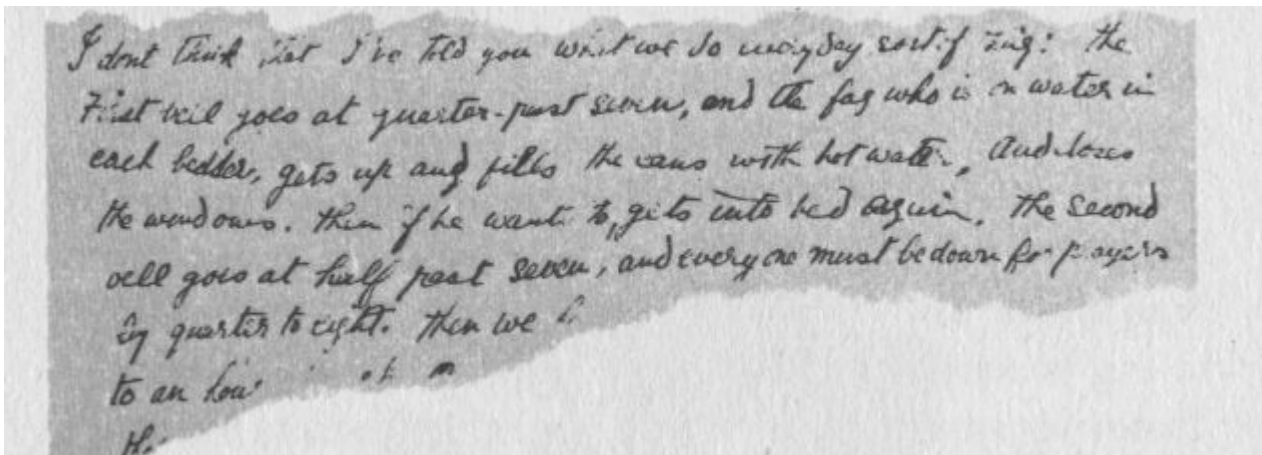 I dont think that I've told you what we do everyday sort of thing: the
First bell goes at quarter-past seven, and the fag who is on water in
each bedder, gets up and fills the cans with hot water, and closes
the windows. Then if he wants to, gets into bed again. The second
bell goes at half past seven, and everyone must be down for prayers
by quarter to eight. Then we
to an hour